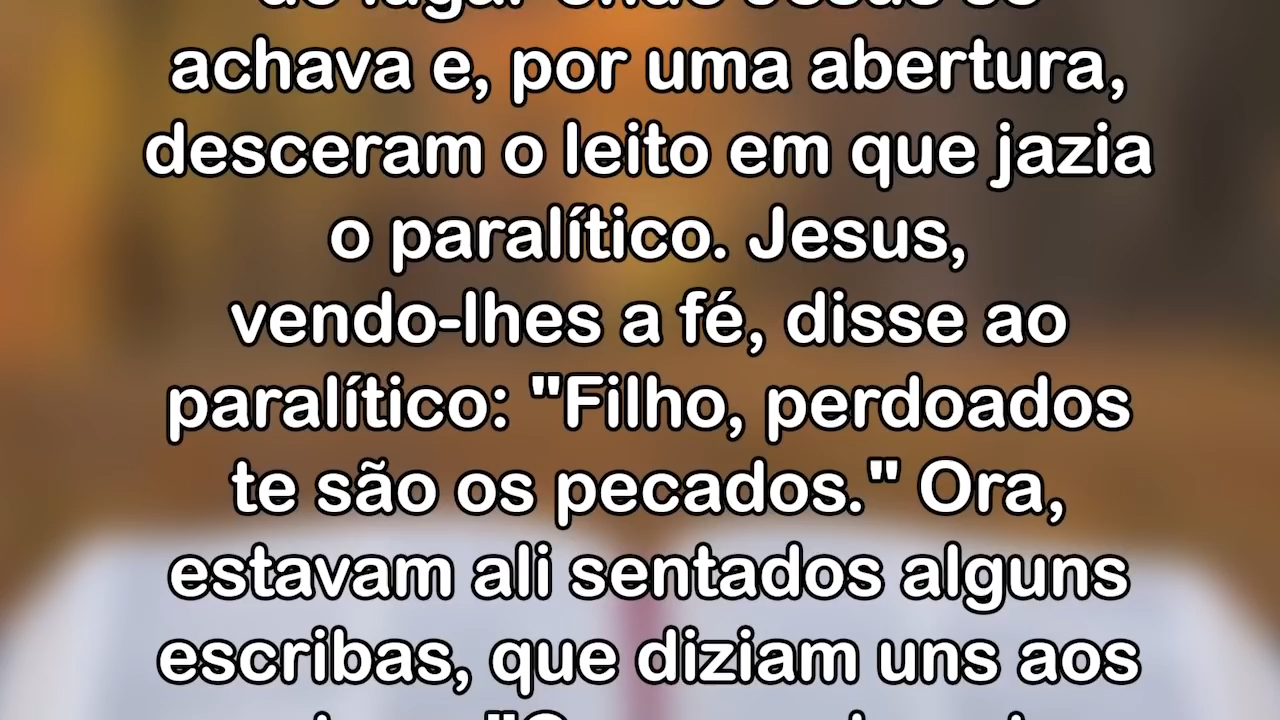 achava e, por uma abertura,
desceram o leito em que jazia
o paralítico. Jesus,
vendo-lhes a fé, disse ao
paralítico: "Filho, perdoados
te são os pecados." Ora,
estavam ali sentados alguns
escribas, que diziam uns aos